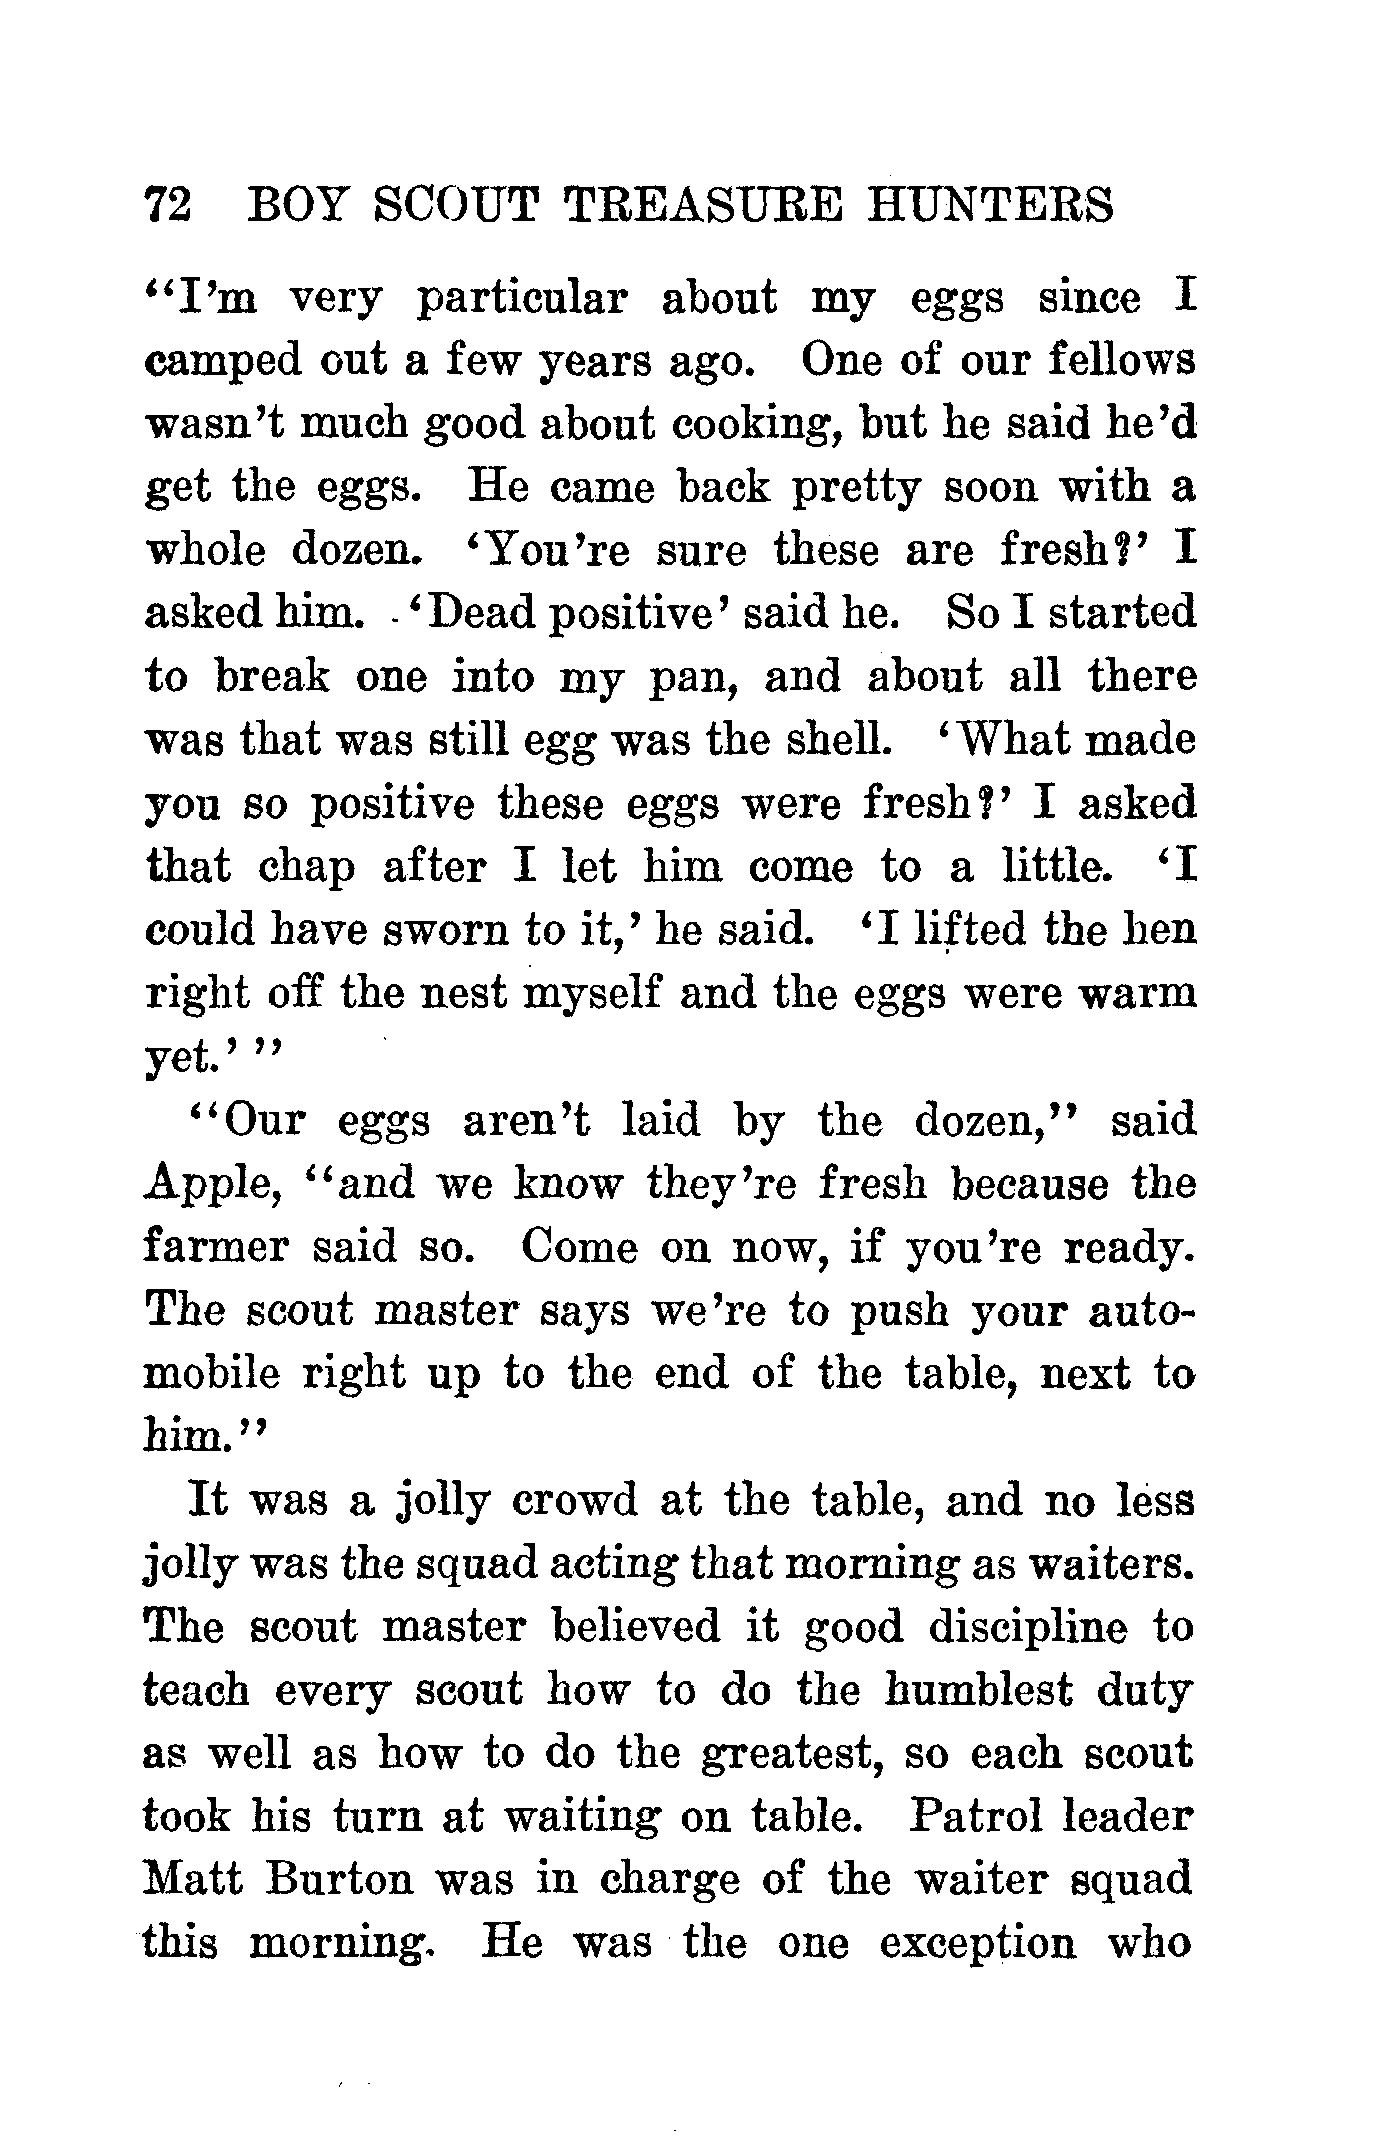 72 BOY SCOUT TREASURE HUNTERS
“I’m very particular about my eggs since I
camped out a few years ago. One of our fellows
wasn’t much good about cooking, but he said he’d
get the eggs. He came back pretty soon with a
whole dozen. ‘You’re sure these are fresh?’ I
asked him. ‘Dead positive’ said he. So I started
to break one into my pan, and about all there
was that was still egg was the shell. ‘What made
you so positive these eggs were fresh?’ I asked
that chap after I let him come to a little. ‘I
could have sworn to it,’ he said. ‘I lifted the hen
right off the nest myself and the eggs were warm
yet.’ ”
“Our eggs aren’t laid by the dozen,” said
Apple, “and we know they’re fresh because the
farmer said so. Come on now, if you’re ready.
The scout master says we’re to push your auto-
mobile right up to the end of the table, next to
him.”
It was a jolly crowd at the table, and no less
jolly was the squad acting that morning as waiters.
The scout master believed it good discipline to
teach every scout how to do the humblest duty
as well as how to do the greatest, so each scout
took his turn at waiting on table. Patrol leader
Matt Burton was in charge of the waiter squad
this morning. He was the one exception who